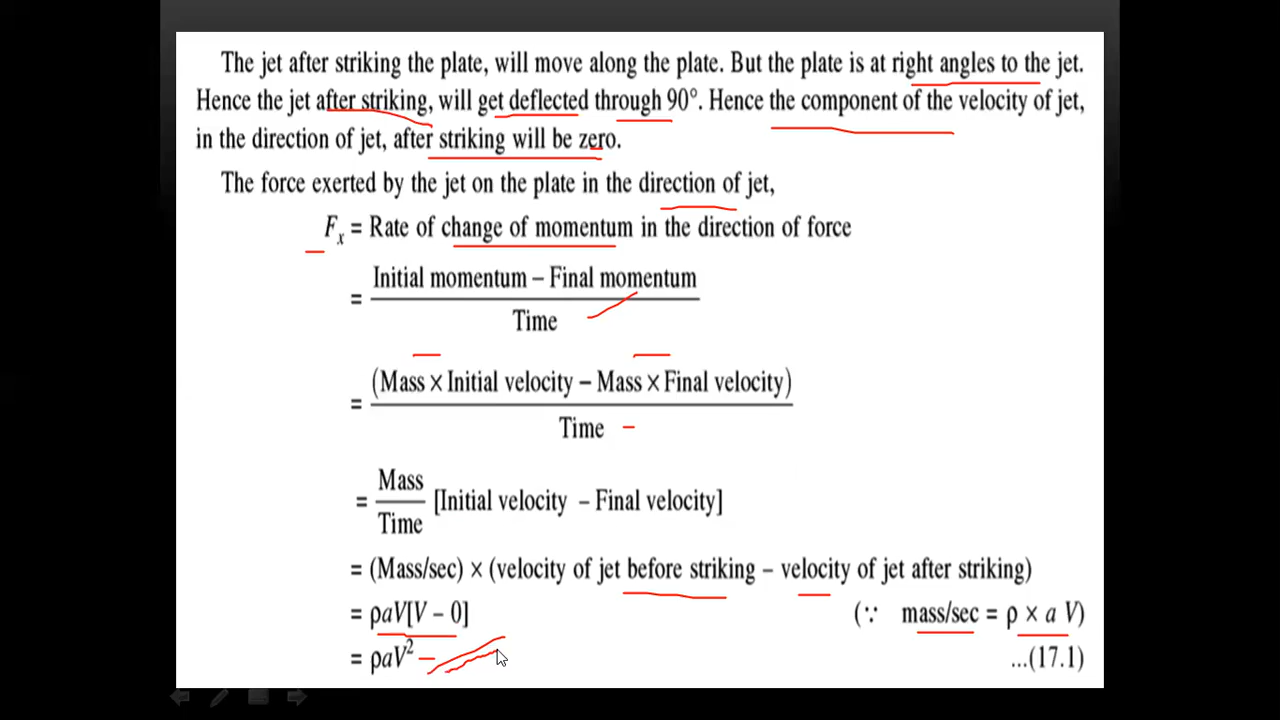 The jet after striking the plate, will move along the plate. But the plate is at right angles to the jet.
Hence the jet after striking, will get deflected through 90°. Hence the component of the velocity of jet,
in the direction of jet, after striking will be zero.
The force exerted by the jet on the plate in the direction of jet,
Fₓ = Rate of change of momentum in the direction of force
= Initial momentum – Final momentum
Time
= (Mass × Initial velocity – Mass × Final velocity)
Time
= Mass/Time [Initial velocity – Final velocity]
= (Mass/sec) × (velocity of jet before striking – velocity of jet after striking)
= ρaV[V – 0] (∵ mass/sec = ρ × a V)
= ρaV² ...(17.1)